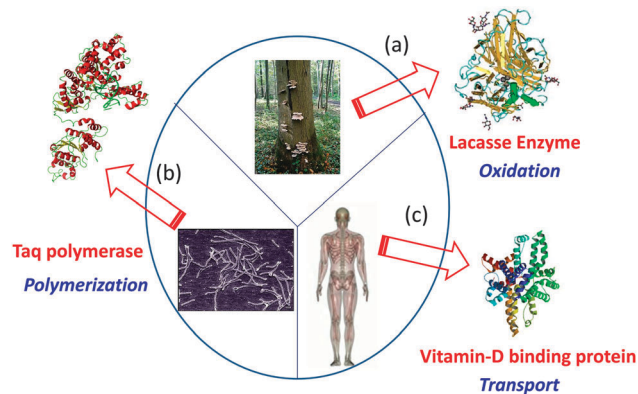 (a)
Lacasse Enzyme
Oxidation
(b)
Taq polymerase
Polymerization
(c)
Vitamin-D binding protein
Transport